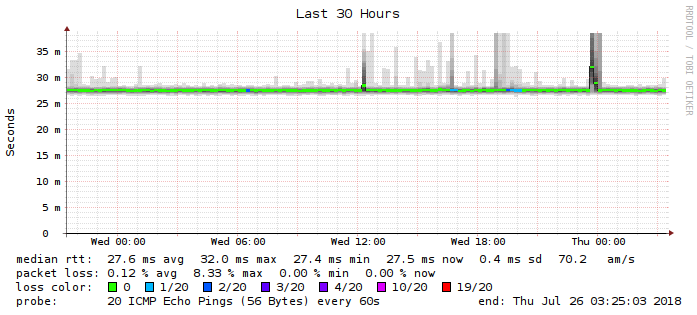 Last 30 Hours
RRDTOOL / TOBI OETIKER
Seconds
35 m
30 m
25 m
20 m
15 m
10 m
5 m
0
Wed 00:00 Wed 06:00 Wed 12:00 Wed 18:00 Thu 00:00
median rtt: 27.6 ms avg 32.0 ms max 27.4 ms min 27.5 ms now 0.4 ms sd 70.2 am/s
packet loss: 0.12 % avg 8.33 % max 0.00 % min 0.00 % now
loss color: 0 1/20 2/20 3/20 4/20 10/20 19/20
probe: 20 ICMP Echo Pings (56 Bytes) every 60s end: Thu Jul 26 03:25:03 2018